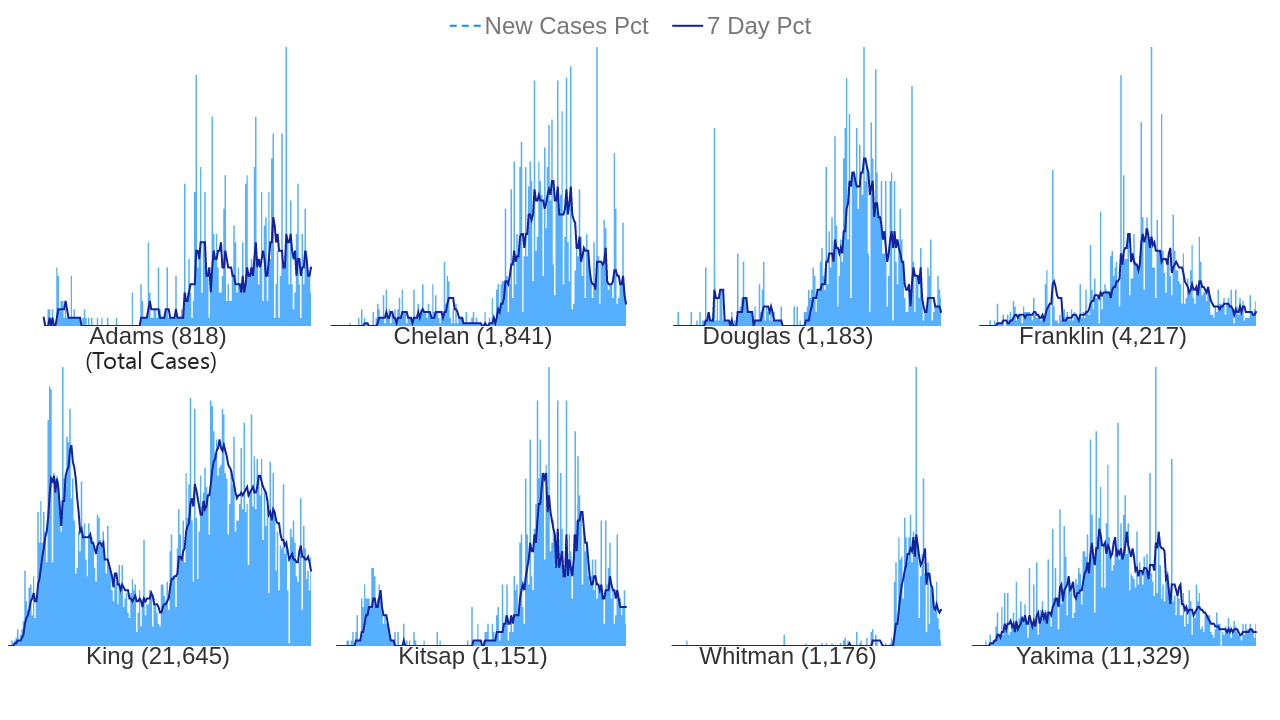 New Cases Pct 7 Day Pct
Adams (818) Chelan (1,841) Douglas (1,183) Franklin (4,217)
(Total Cases)
King (21,645) Kitsap (1,151) Whitman (1,176) Yakima (11,329)